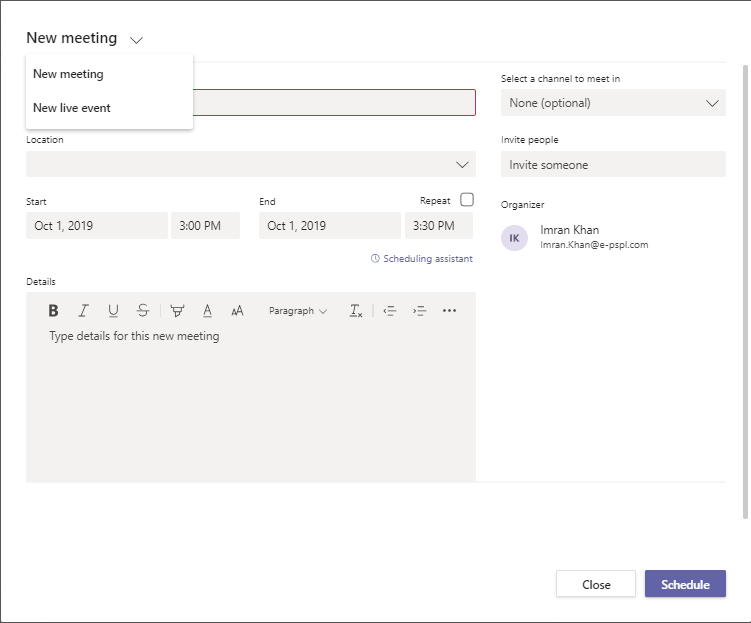 New meeting
New meeting
New live event
Select a channel to meet in
None (optional)
Location
Invite people
Invite someone
Start
End
Repeat
Organizer
Oct 1, 2019
3:00 PM
Oct 1, 2019
3:30 PM
IK
Imran Khan
Imran.Khan@e-pspl.com
Scheduling assistant
Details
B I U S A AA Paragraph Ix
Type details for this new meeting
Close
Schedule